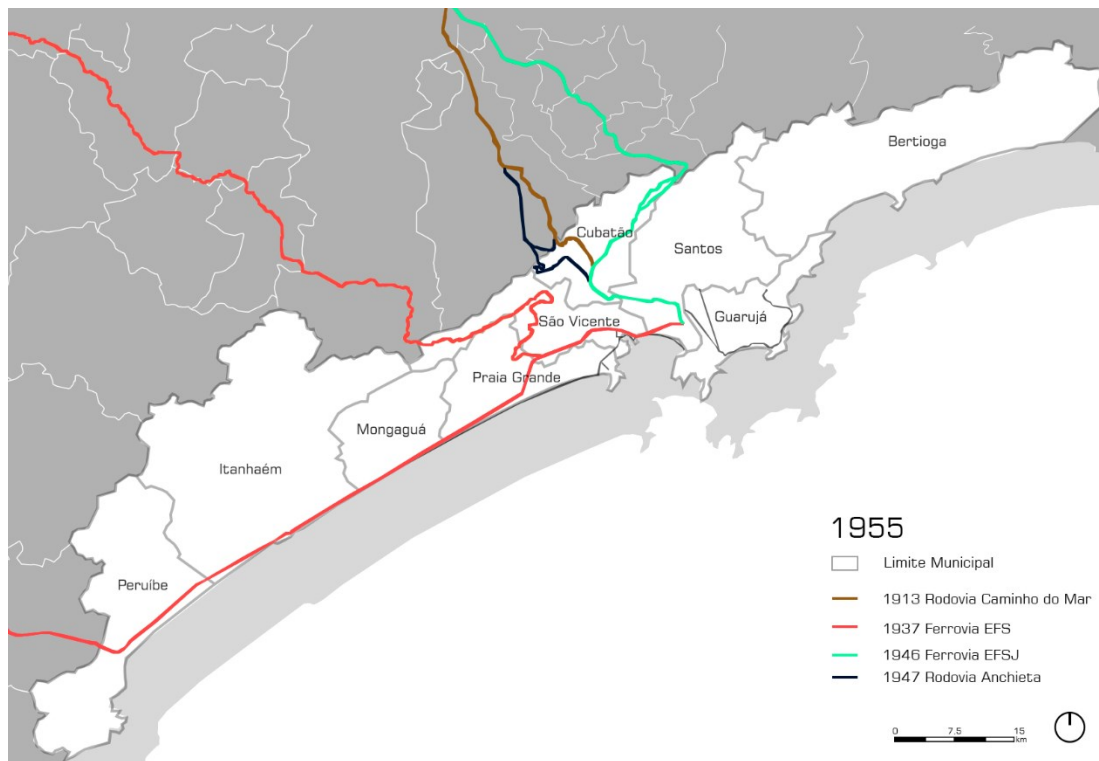 Bertioga
Cubatão
Santos
Guarujá
São Vicente
Praia Grande
Mongaguá
Itanhaém
Peruíbe
1955
Limite Municipal
1913 Rodovia Caminho do Mar
1937 Ferrovia EFS
1946 Ferrovia EFSJ
1947 Rodovia Anchieta
0 7.5 15
km